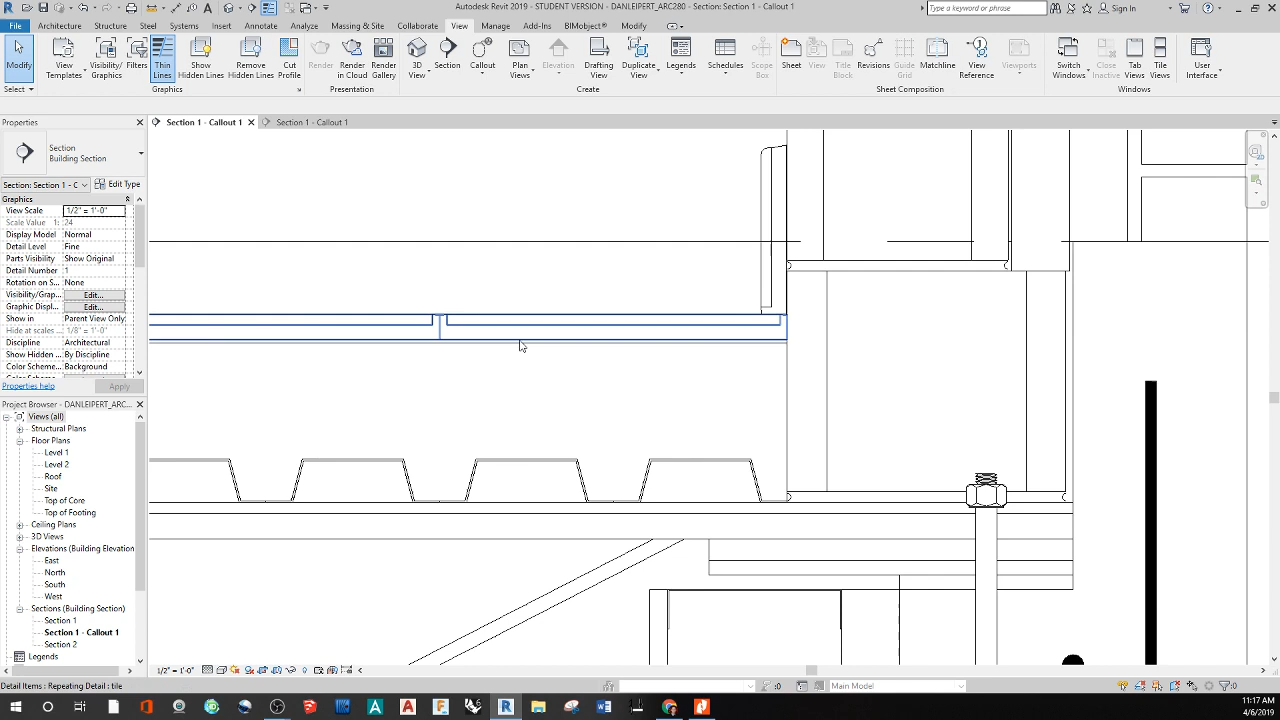 Autodesk Revit 2019 - STUDENT VERSION - DANLEIPERT_ARC280 - Section: Section 1 - Callout 1
Type a keyword or phrase
Sign In
File Architecture Structure Steel Systems Insert Annotate Analyze Massing & Site Collaborate View Manage Add-Ins BIMobject® Modify
Modify View Templates Visibility/ Graphics Filters Thin Lines Show Hidden Lines Remove Hidden Lines Cut Profile Render Render in Cloud Render Gallery 3D View Section Callout Plan Views Elevation Drafting View Duplicate View Legends Schedules Scope Box Sheet View Title Block Revisions Guide Grid Matchline View Reference Viewports Switch Windows Close Inactive Tab Views Tile Views User Interface
Select Graphics Presentation Create Sheet Composition Windows
Properties
Section 1 - Callout 1
Section 1 - Callout 1
Section
Building Section
Section: Section 1 - C
Edit Type
Graphics
View Scale 1/2" = 1'-0"
Scale Value 1: 24
Display Model Normal
Detail Level Fine
Parts Visibility Show Original
Detail Number 1
Rotation on S... None
Visibility/Grap... Edit...
Graphic Displ... Edit...
Show in Parent View Only
Hide at scales ... 1/8" = 1'-0"
Discipline Architectural
Show Hidden ... By Discipline
Color Scheme... Background
Properties help Apply
Project Browser - DANLEIPERT_ARC...
Views (all)
Structural Plans
Floor Plans
Level 1
Level 2
Roof
Site
Top of Core
Top of Footing
Ceiling Plans
3D Views
Elevations (Building Elevation
East
North
South
West
Sections (Building Section)
Section 1
Section 1 - Callout 1
Section 2
Legends
1/2" = 1'-0"
Detail Items : Repeating Detail : tile
:0
Main Model
:0
11:17 AM
4/6/2019